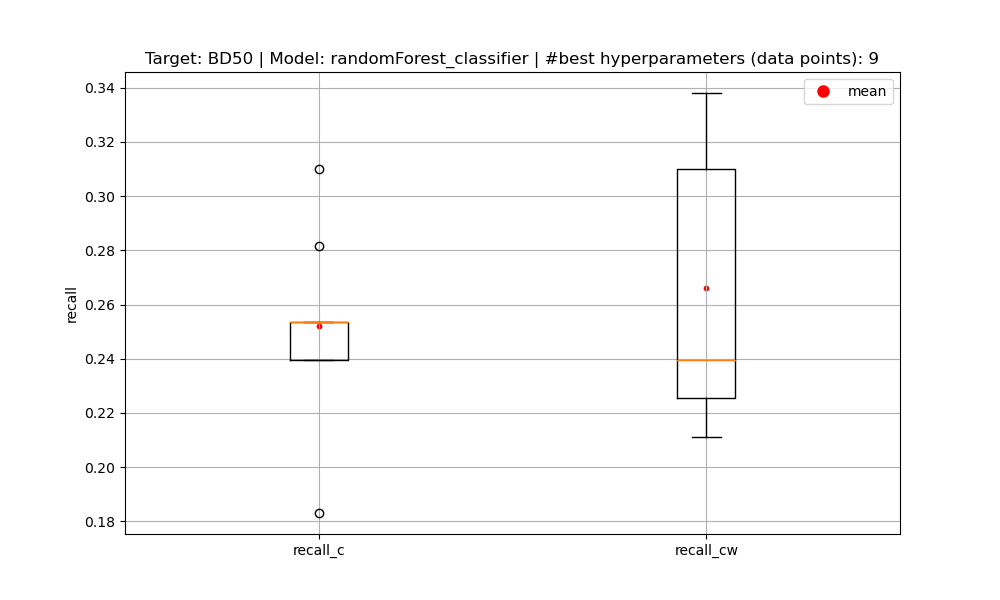 Target: BD50 | Model: randomForest_classifier | #best hyperparameters (data points): 9
mean
recall
0.34
0.32
0.30
0.28
0.26
0.24
0.22
0.20
0.18
recall_c
recall_cw